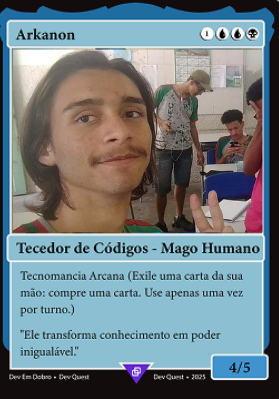 Arkanon 1
Tecedor de Códigos - Mago Humano
Tecnomancia Arcana (Exile uma carta da sua
mão: compre uma carta. Use apenas uma vez
por turno.)
"Ele transforma conhecimento em poder
inigualável."
4/5
Dev Em Dobro • Dev Quest
Dev Quest • 2025